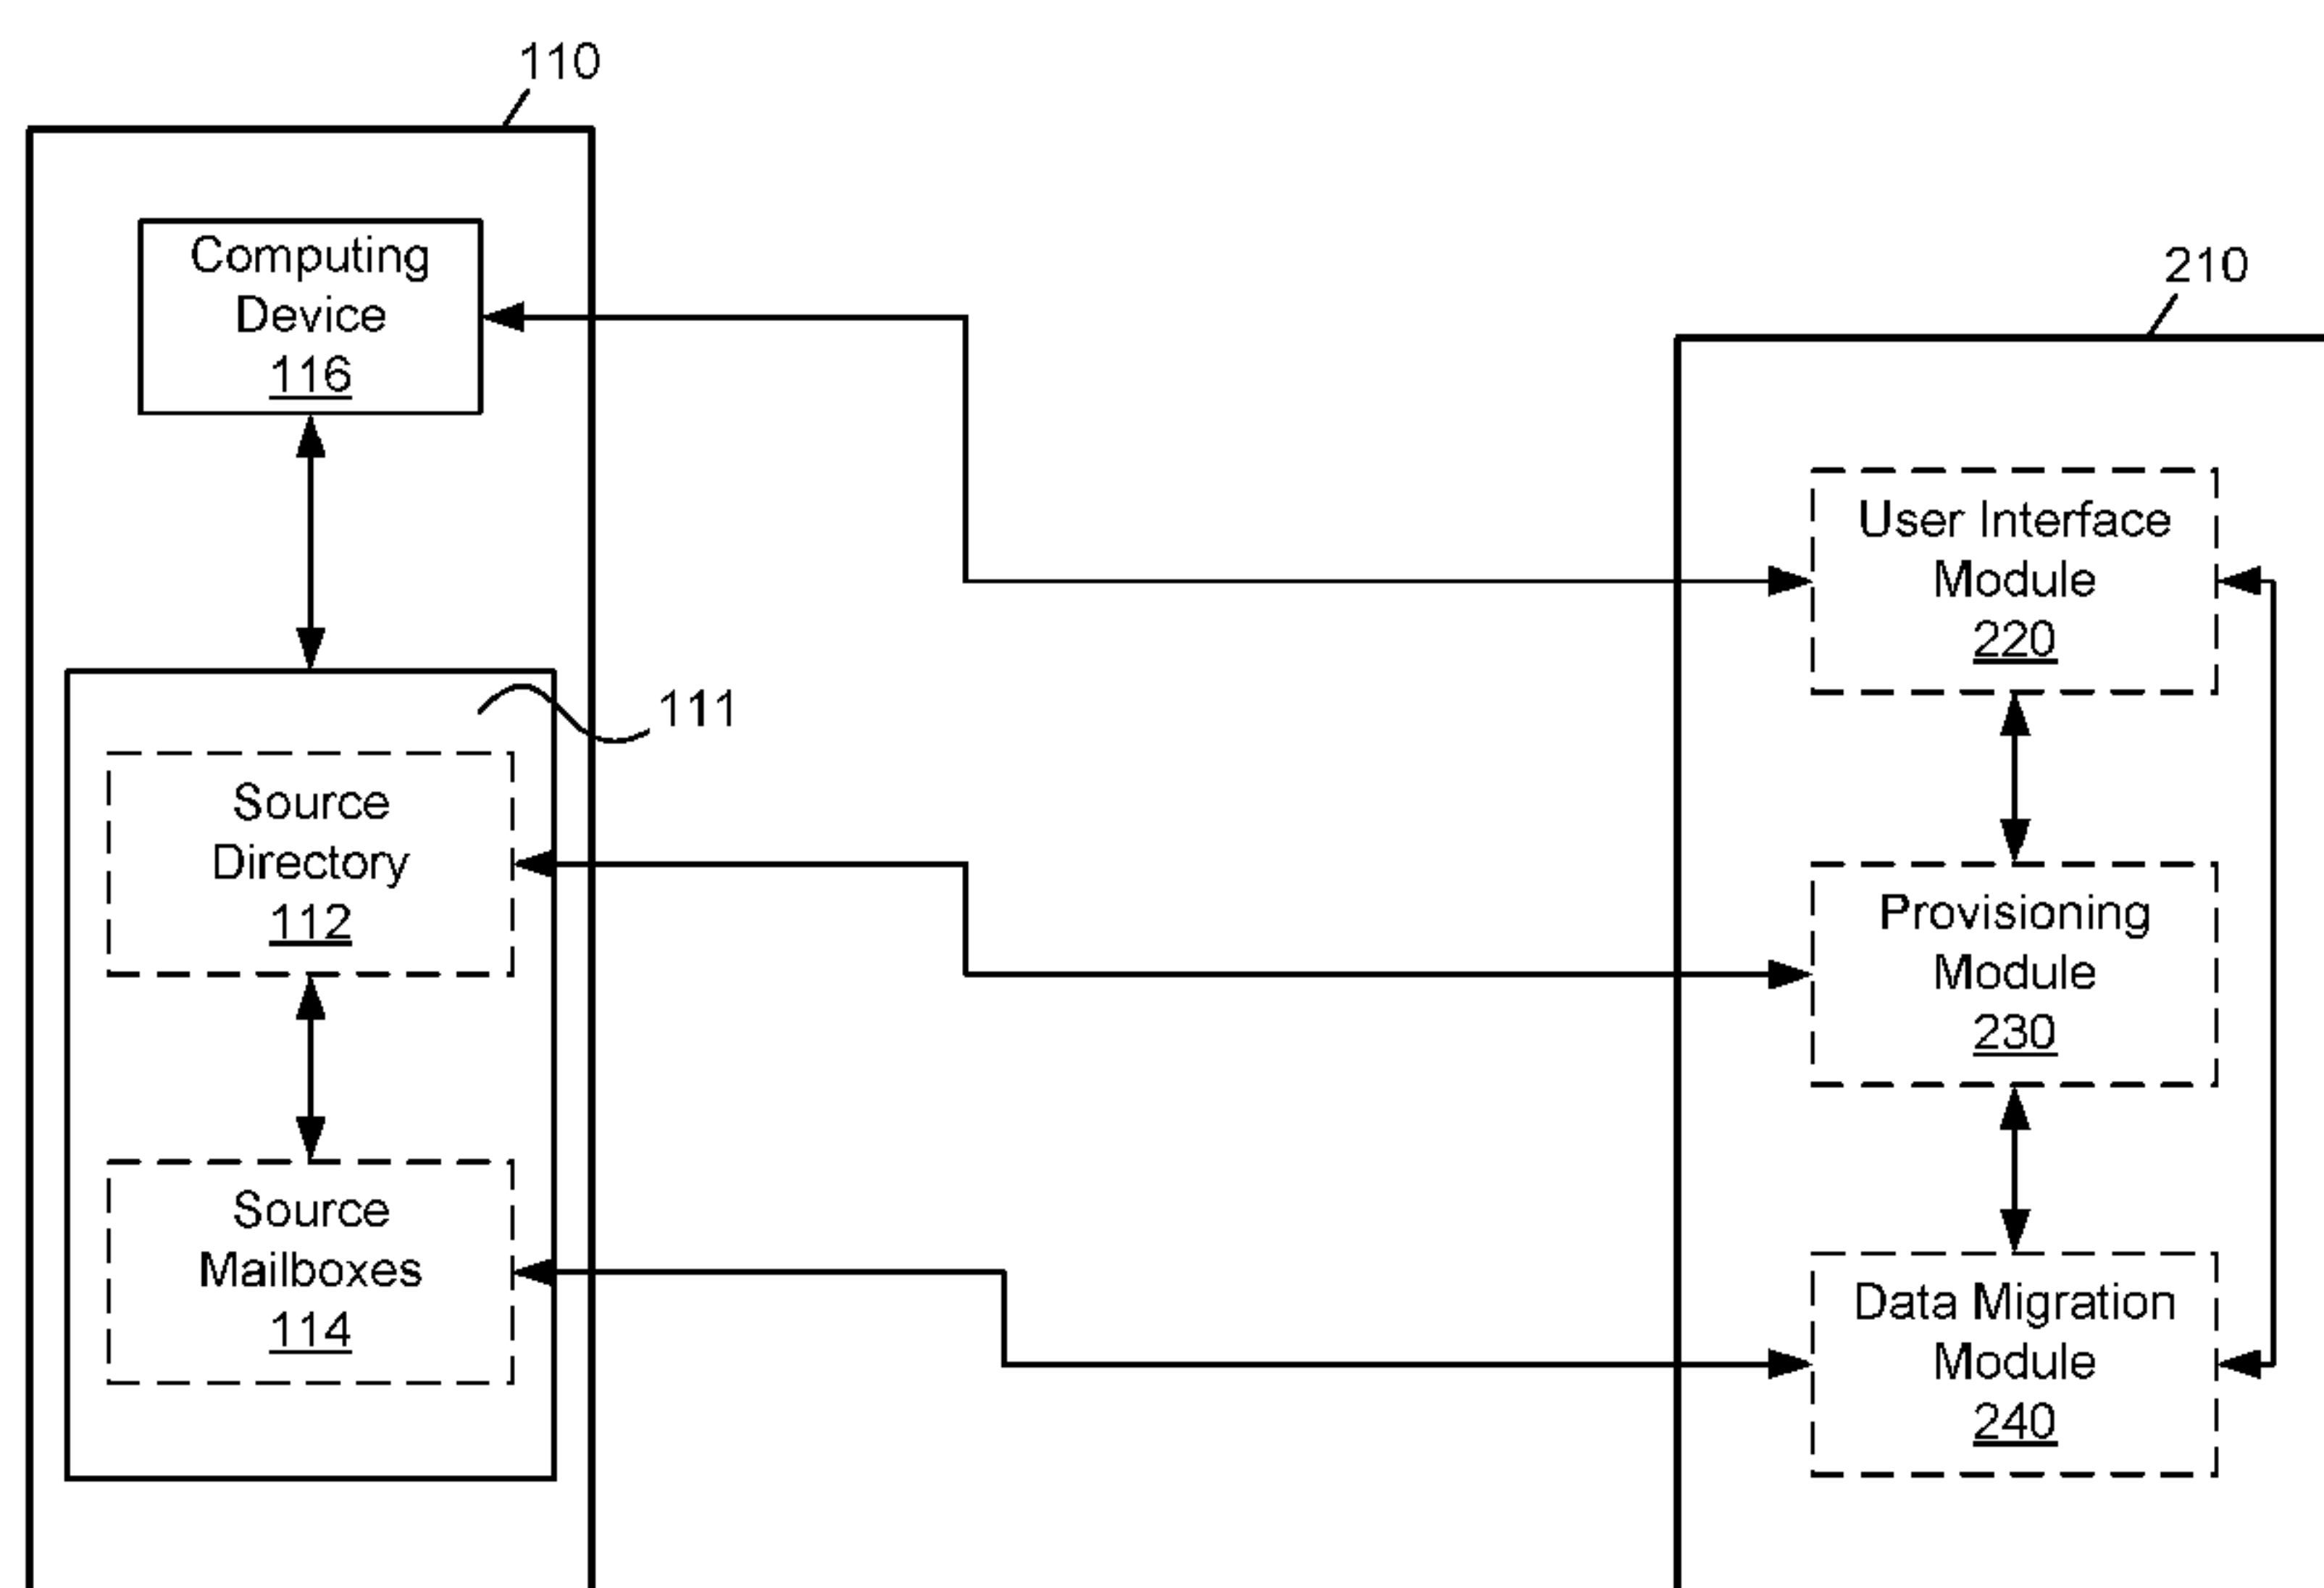 110
Computing
Device
116
210
User Interface
Module
220
111
Source
Directory
112
Provisioning
Module
230
Source
Mailboxes
114
Data Migration
Module
240